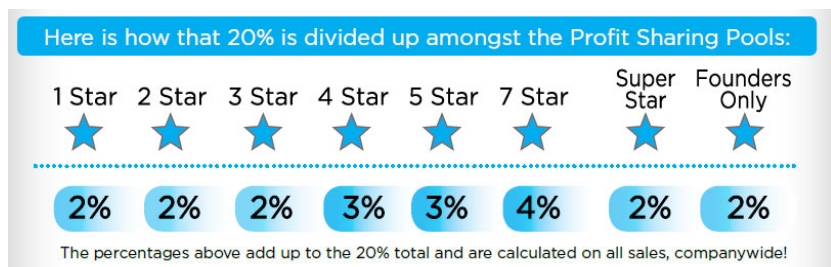 Here is how that 20% is divided up amongst the Profit Sharing Pools:
1 Star 2 Star 3 Star 4 Star 5 Star 7 Star Super Star Founders Only
2% 2% 2% 3% 3% 4% 2% 2%
The percentages above add up to the 20% total and are calculated on all sales, companywide!